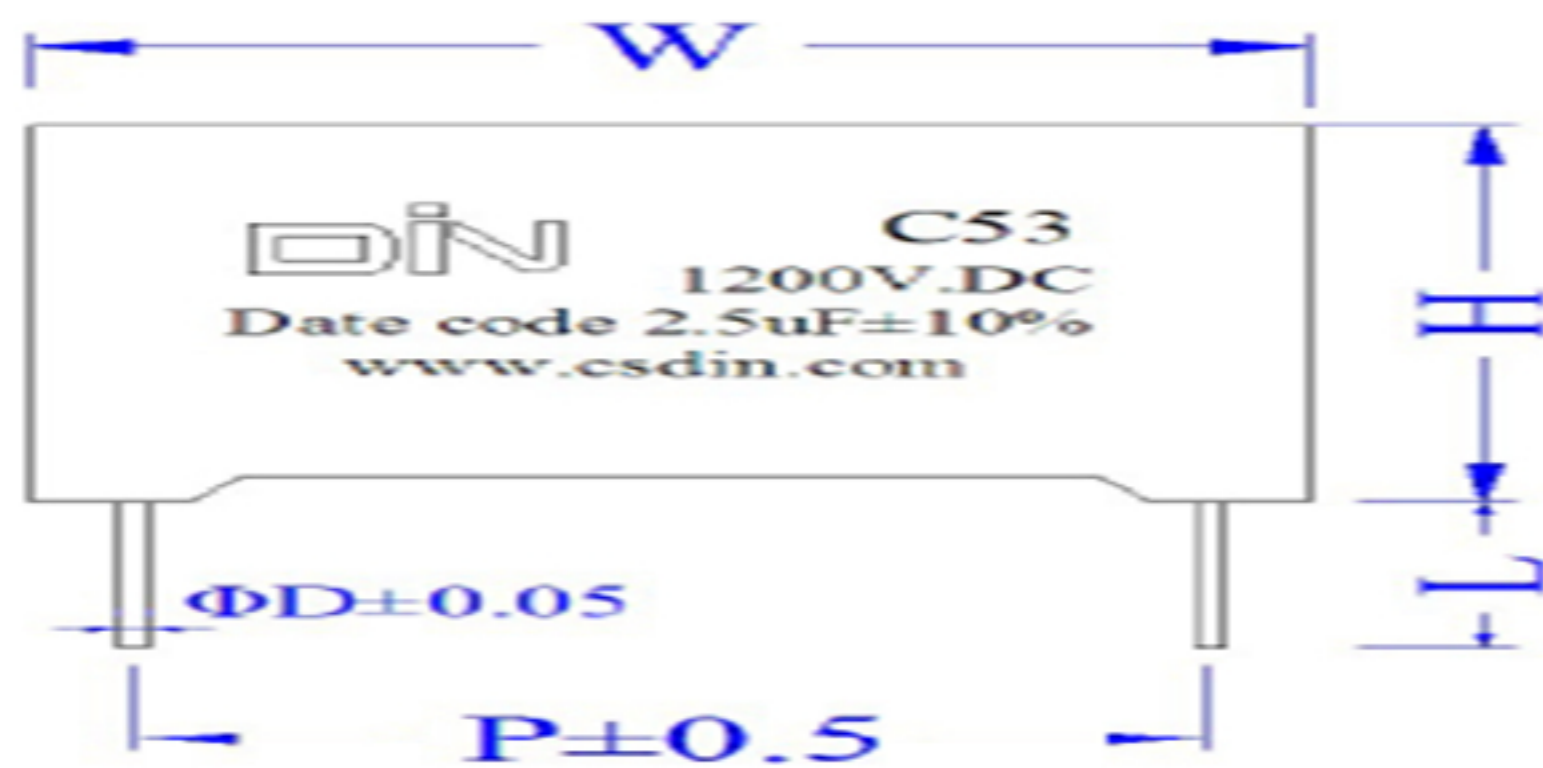 W
DiN
C53
1200V.DC
Date code 2.5uF±10%
www.csdin.com
H
L
ΦD±0.05
P±0.5